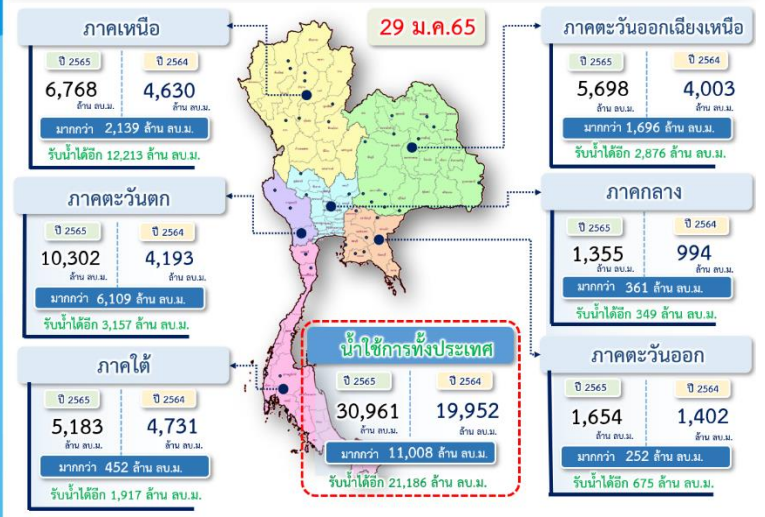 29 ม.ค.65
ภาคเหนือ
ปี 2565 ปี 2564
6,768 4,630
ล้าน ลบ.ม. ล้าน ลบ.ม.
มากกว่า 2,139 ล้าน ลบ.ม.
รับน้ำได้อีก 12,213 ล้าน ลบ.ม.
ภาคตะวันออกเฉียงเหนือ
ปี 2565 ปี 2564
5,698 4,003
ล้าน ลบ.ม. ล้าน ลบ.ม.
มากกว่า 1,696 ล้าน ลบ.ม.
รับน้ำได้อีก 2,876 ล้าน ลบ.ม.
ภาคตะวันตก
ปี 2565 ปี 2564
10,302 4,193
ล้าน ลบ.ม. ล้าน ลบ.ม.
มากกว่า 6,109 ล้าน ลบ.ม.
รับน้ำได้อีก 3,157 ล้าน ลบ.ม.
ภาคกลาง
ปี 2565 ปี 2564
1,355 994
ล้าน ลบ.ม. ล้าน ลบ.ม.
มากกว่า 361 ล้าน ลบ.ม.
รับน้ำได้อีก 349 ล้าน ลบ.ม.
ภาคใต้
ปี 2565 ปี 2564
5,183 4,731
ล้าน ลบ.ม. ล้าน ลบ.ม.
มากกว่า 452 ล้าน ลบ.ม.
รับน้ำได้อีก 1,917 ล้าน ลบ.ม.
น้ำใช้การทั้งประเทศ
ปี 2565 ปี 2564
30,961 19,952
ล้าน ลบ.ม. ล้าน ลบ.ม.
มากกว่า 11,008 ล้าน ลบ.ม.
รับน้ำได้อีก 21,186 ล้าน ลบ.ม.
ภาคตะวันออก
ปี 2565 ปี 2564
1,654 1,402
ล้าน ลบ.ม. ล้าน ลบ.ม.
มากกว่า 252 ล้าน ลบ.ม.
รับน้ำได้อีก 675 ล้าน ลบ.ม.